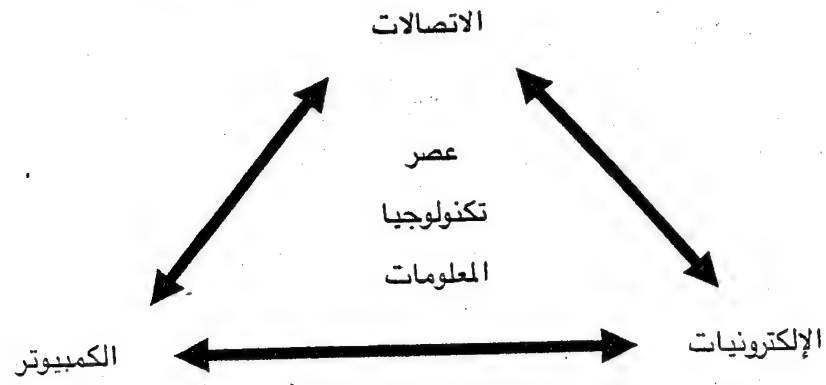 الاتصالات
عصر
تكنولوجيا
المعلومات
الإلكترونيات
الكمبيوتر